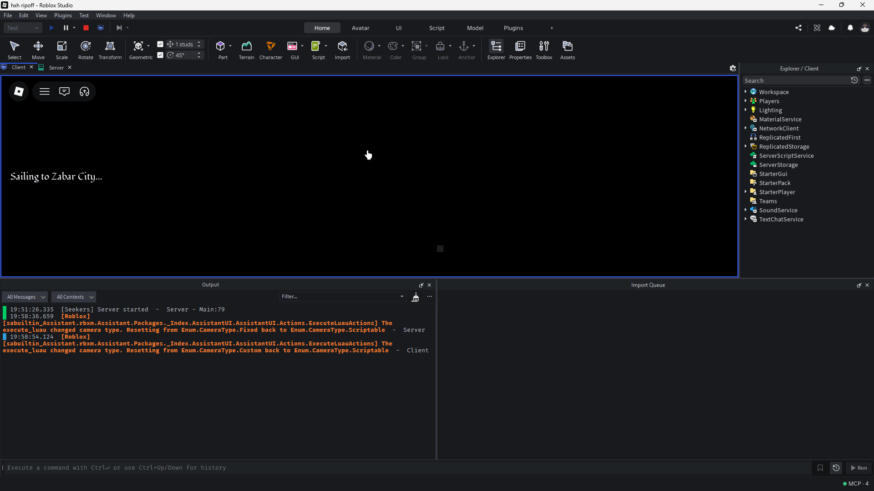 hxh ripoff - Roblox Studio
File Edit View Plugins Test Window Help
Test Home Avatar UI Script Model Plugins +
1 studs
45°
Select Move Scale Rotate Transform Geometric Part Terrain Character GUI Script Import Material Color Group Lock Anchor Explorer Properties Toolbox Assets
Client Server
Explorer / Client
Search
Workspace
Players
Lighting
MaterialService
NetworkClient
ReplicatedFirst
ReplicatedStorage
ServerScriptService
ServerStorage
StarterGui
StarterPack
StarterPlayer
Teams
SoundService
TextChatService
Sailing to Zabar City...
Output
All Messages All Contexts Filter...
19:51:26.335 [Seekers] Server started - Server - Main:79
19:58:36.659 [Roblox]
[sabuiltin_Assistant.rbxm.Assistant.Packages._Index.AssistantUI.AssistantUI.Actions.ExecuteLuauActions] The
execute_luau changed camera type. Resetting from Enum.CameraType.Fixed back to Enum.CameraType.Scriptable - Server
19:58:54.124 [Roblox]
[sabuiltin_Assistant.rbxm.Assistant.Packages._Index.AssistantUI.AssistantUI.Actions.ExecuteLuauActions] The
execute_luau changed camera type. Resetting from Enum.CameraType.Custom back to Enum.CameraType.Scriptable - Client
Import Queue
Execute a command with Ctrl+↵ or use Ctrl+Up/Down for history
Run
MCP · 4